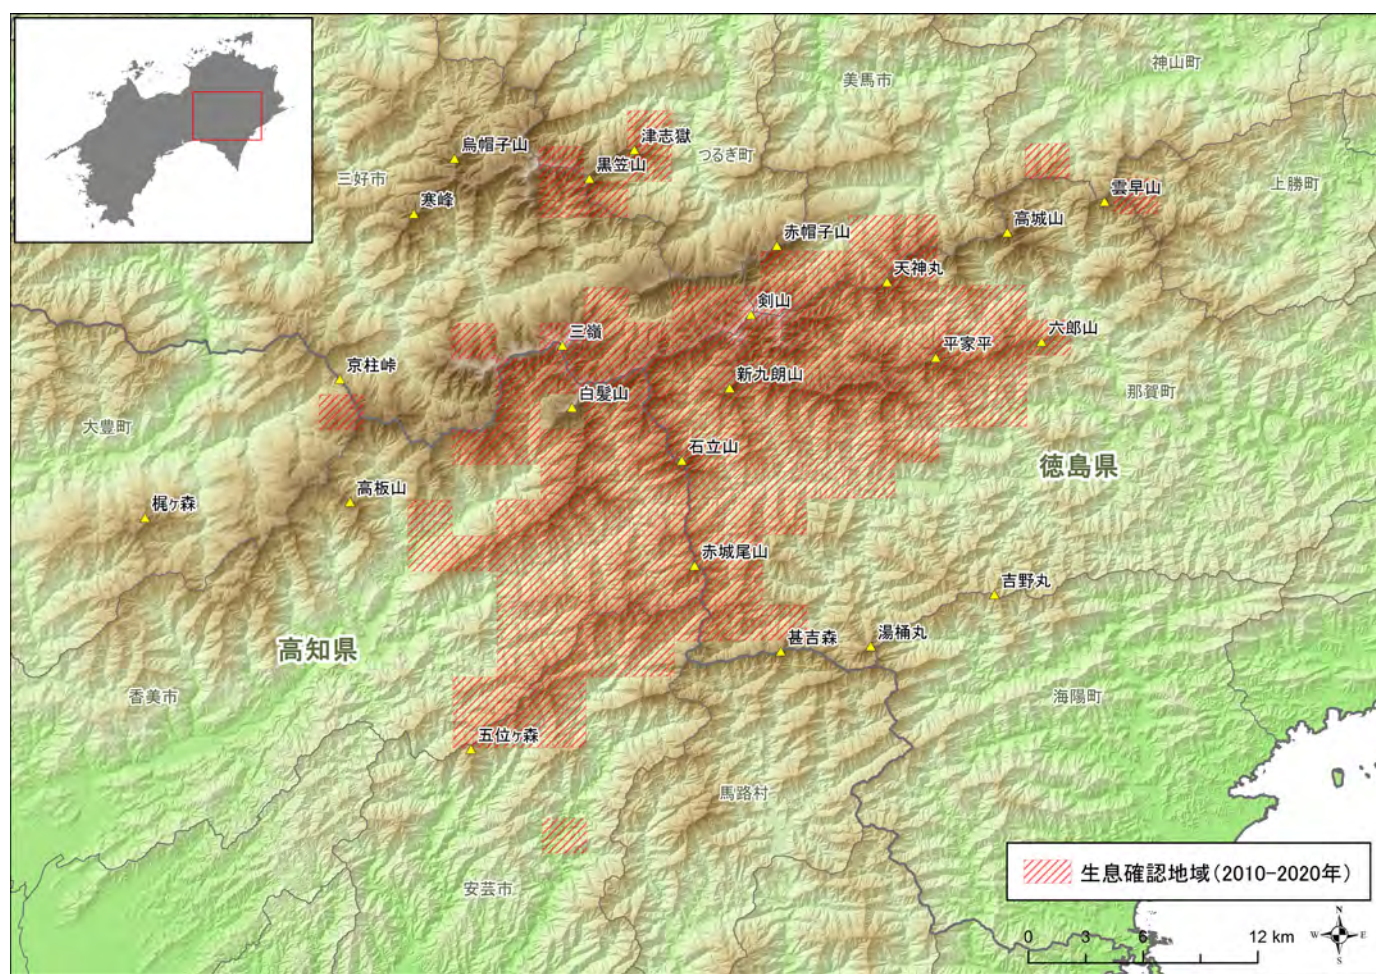 神山町
美馬市
津志獄
烏帽子山
つるぎ町
黒笠山
三好市
上勝町
雲早山
寒峰
高城山
赤帽子山
天神丸
剣山
六郎山
三嶺
平家平
京柱峠
新九朗山
那賀町
白髪山
大豊町
石立山
徳島県
高板山
梶ヶ森
赤城尾山
吉野丸
湯桶丸
甚吉森
高知県
香美市
海陽町
五位ヶ森
馬路村
生息確認地域(2010-2020年)
安芸市
N
W
E
S
0 3 6 12 km